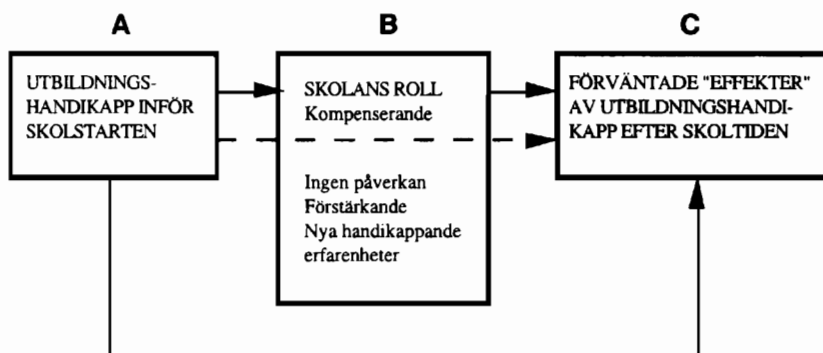 A
B
C
UTBILDNINGS-
HANDIKAPP INFÖR
SKOLSTARTEN
SKOLANS ROLL
Kompenserande
Ingen påverkan
Förstärkande
Nya handikappande
erfarenheter
FÖRVÄNTADE "EFFEKTER"
AV UTBILDNINGSHANDI-
KAPP EFTER SKOLTIDEN